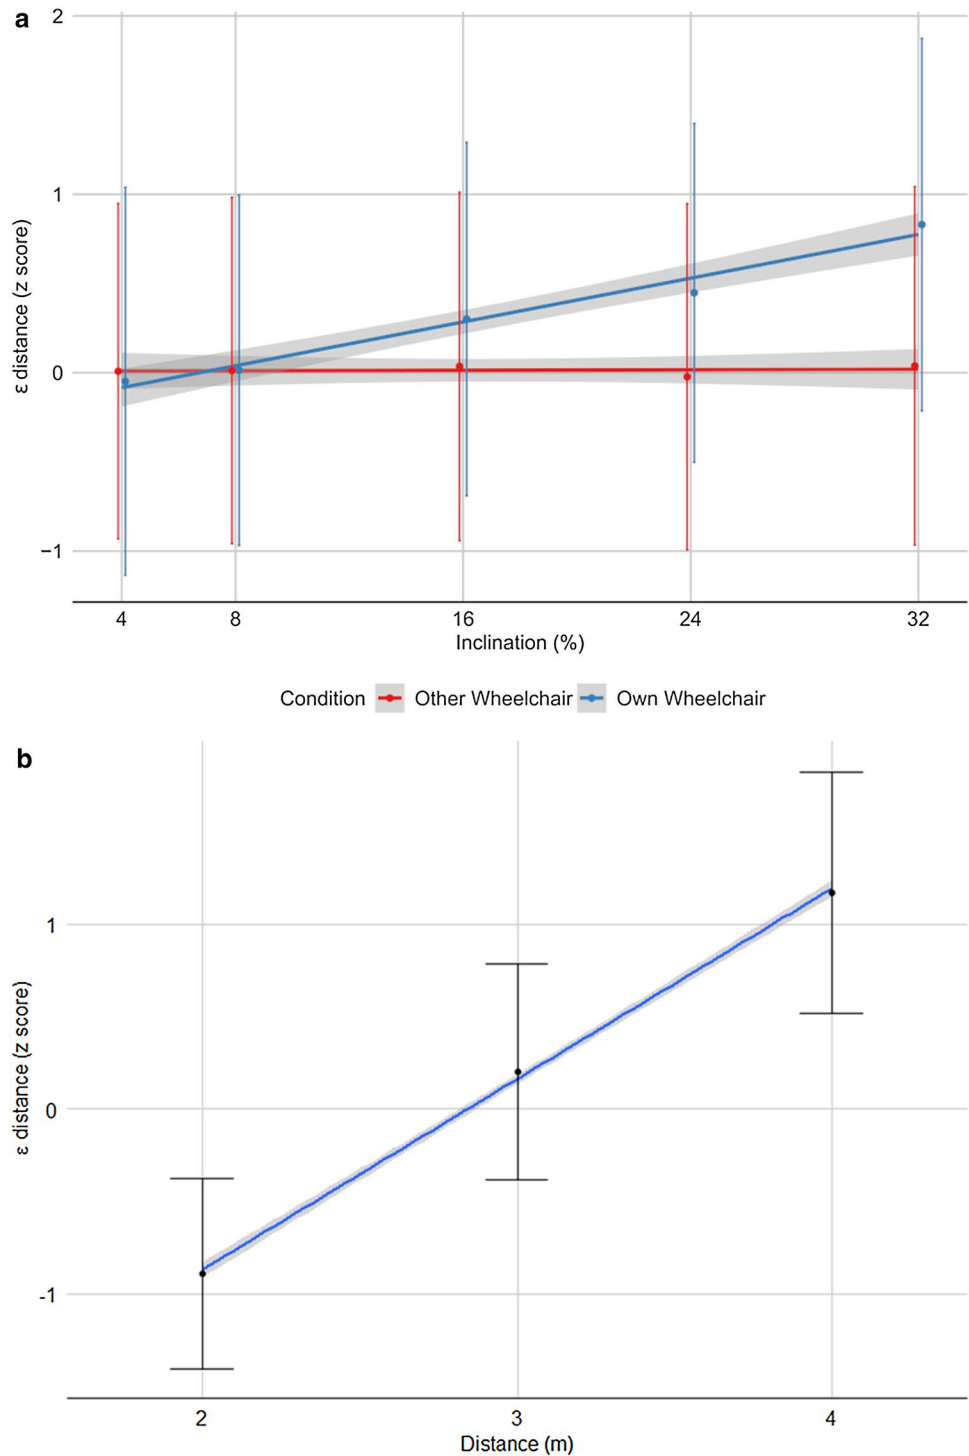 a
2
1
0
−1
ε distance (z score)
4 8 16 24 32
Inclination (%)
Condition Other Wheelchair Own Wheelchair
b
1
0
-1
ε distance (z score)
2 3 4
Distance (m)